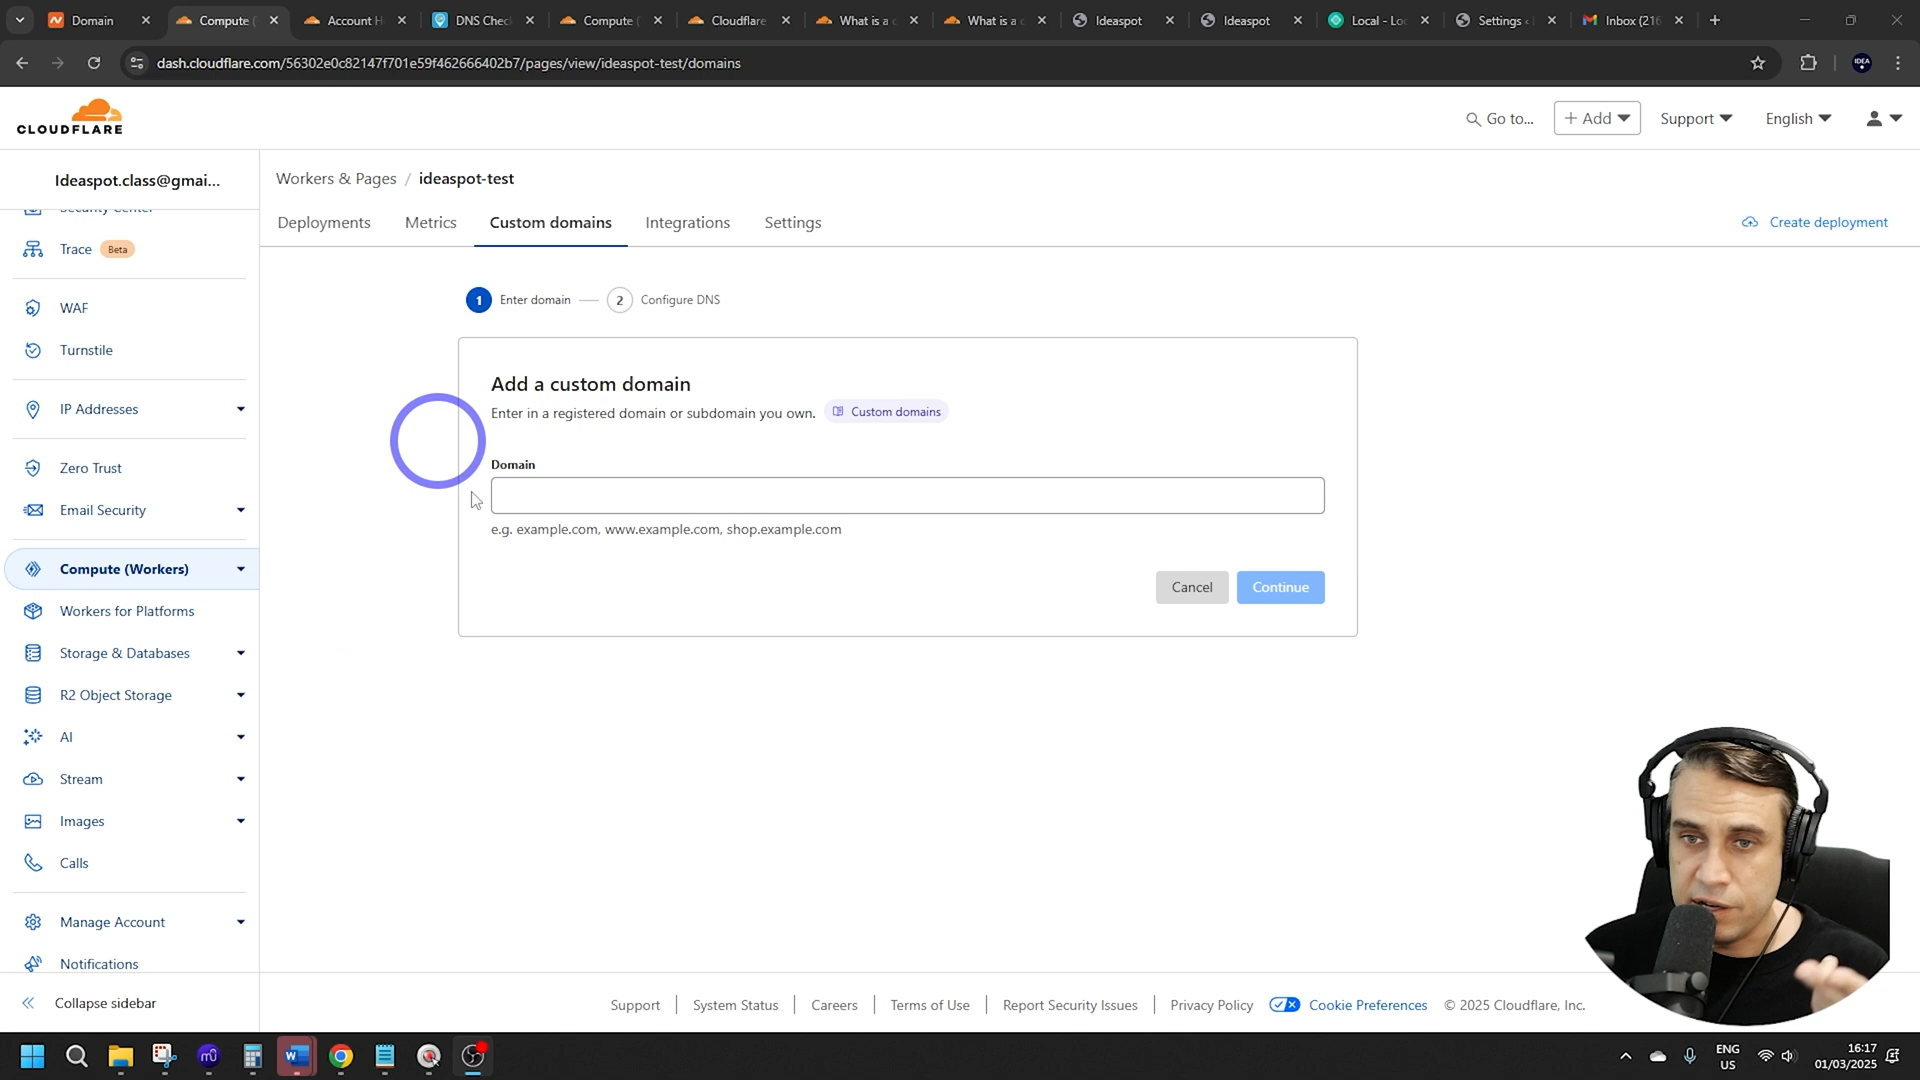 Domain
Compute (
Account H
DNS Chec
Compute (
Cloudflare
What is a c
What is a c
Ideaspot
Ideaspot
Local - Lo
Settings ‹
Inbox (216
dash.cloudflare.com/56302e0c82147f701e59f462666402b7/pages/view/ideaspot-test/domains
IDEA
CLOUDFLARE
Go to...
+ Add
Support
English
Ideaspot.class@gmai...
Workers & Pages / ideaspot-test
Deployments
Metrics
Custom domains
Integrations
Settings
Create deployment
Security Center
Trace Beta
WAF
Turnstile
IP Addresses
Zero Trust
Email Security
Compute (Workers)
Workers for Platforms
Storage & Databases
R2 Object Storage
AI
Stream
Images
Calls
Manage Account
Notifications
Collapse sidebar
1 Enter domain
2 Configure DNS
Add a custom domain
Enter in a registered domain or subdomain you own.
Custom domains
Domain
e.g. example.com, www.example.com, shop.example.com
Cancel
Continue
Support
System Status
Careers
Terms of Use
Report Security Issues
Privacy Policy
Cookie Preferences
© 2025 Cloudflare, Inc.
ENG
US
16:17
01/03/2025